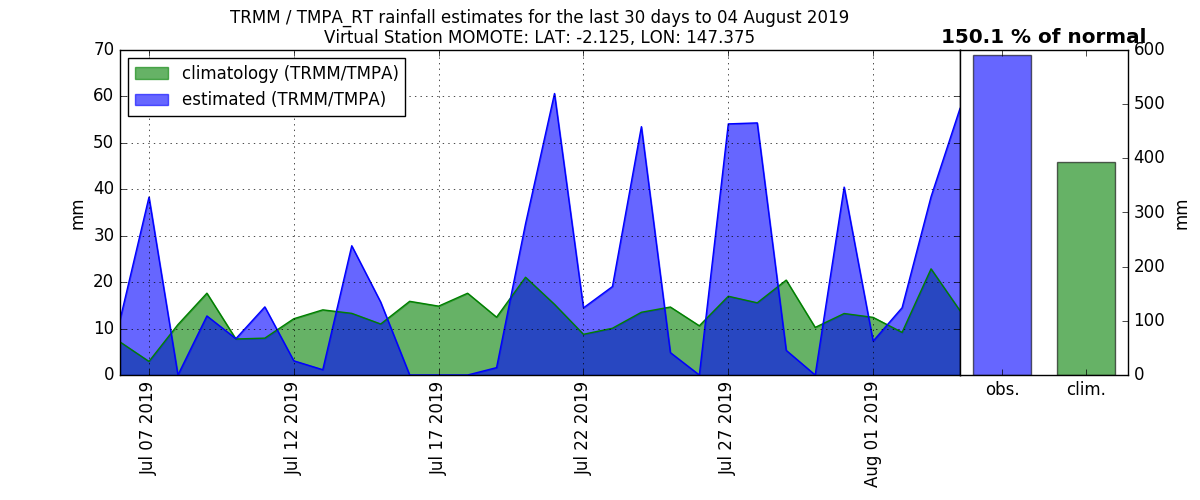 TRMM / TMPA_RT rainfall estimates for the last 30 days to 04 August 2019
Virtual Station MOMOTE: LAT: -2.125, LON: 147.375
150.1 % of normal
climatology (TRMM/TMPA)
estimated (TRMM/TMPA)
70
60
50
40
30
20
10
0
mm
Jul 07 2019
Jul 12 2019
Jul 17 2019
Jul 22 2019
Jul 27 2019
Aug 01 2019
obs.
clim.
600
500
400
300
200
100
0
mm